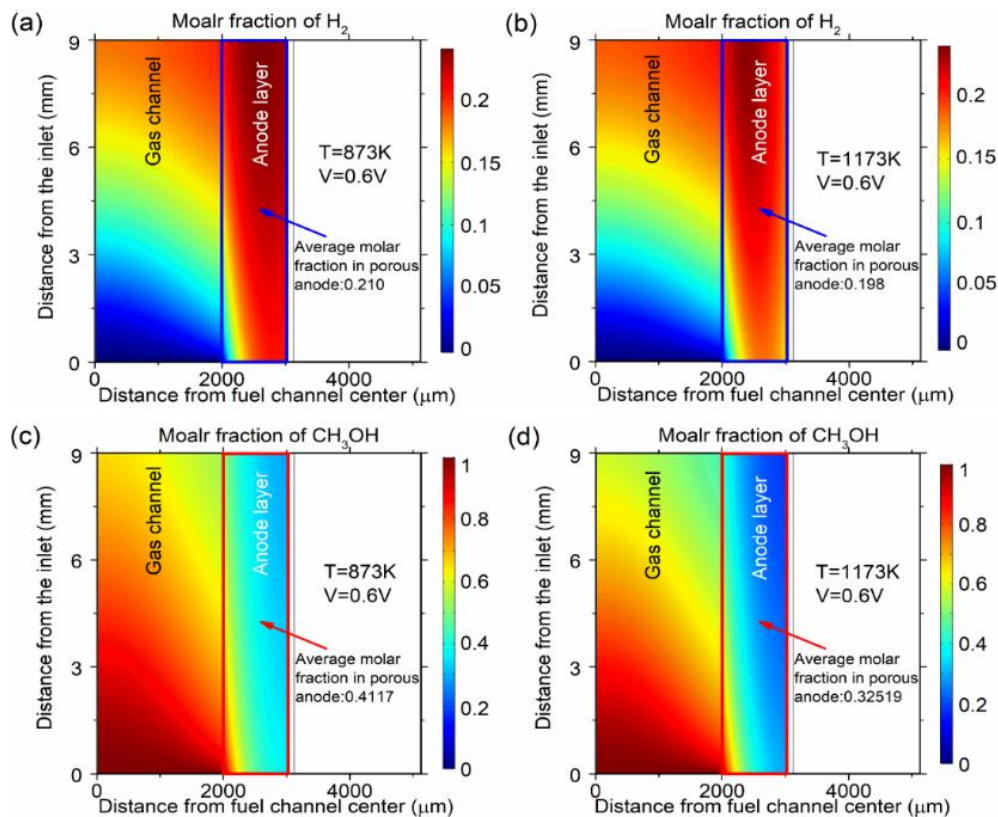 (a)
Moalr fraction of H2
9
6
3
0
Distance from the inlet (mm)
Gas channel
Anode layer
T=873K
V=0.6V
Average molar
fraction in porous
anode:0.210
0 2000 4000
Distance from fuel channel center (μm)
0.2
0.15
0.1
0.05
0
(b)
Moalr fraction of H2
9
6
3
0
Distance from the inlet (mm)
Gas channel
Anode layer
T=1173K
V=0.6V
Average molar
fraction in porous
anode:0.198
0 2000 4000
Distance from fuel channel center (μm)
0.2
0.15
0.1
0.05
0
(c)
Moalr fraction of CH3OH
9
6
3
0
Distance from the inlet (mm)
Gas channel
Anode layer
T=873K
V=0.6V
Average molar
fraction in porous
anode:0.4117
0 2000 4000
Distance from fuel channel center (μm)
1
0.8
0.6
0.4
0.2
0
(d)
Moalr fraction of CH3OH
9
6
3
0
Distance from the inlet (mm)
Gas channel
Anode layer
T=1173K
V=0.6V
Average molar
fraction in porous
anode:0.32519
0 2000 4000
Distance from fuel channel center (μm)
1
0.8
0.6
0.4
0.2
0